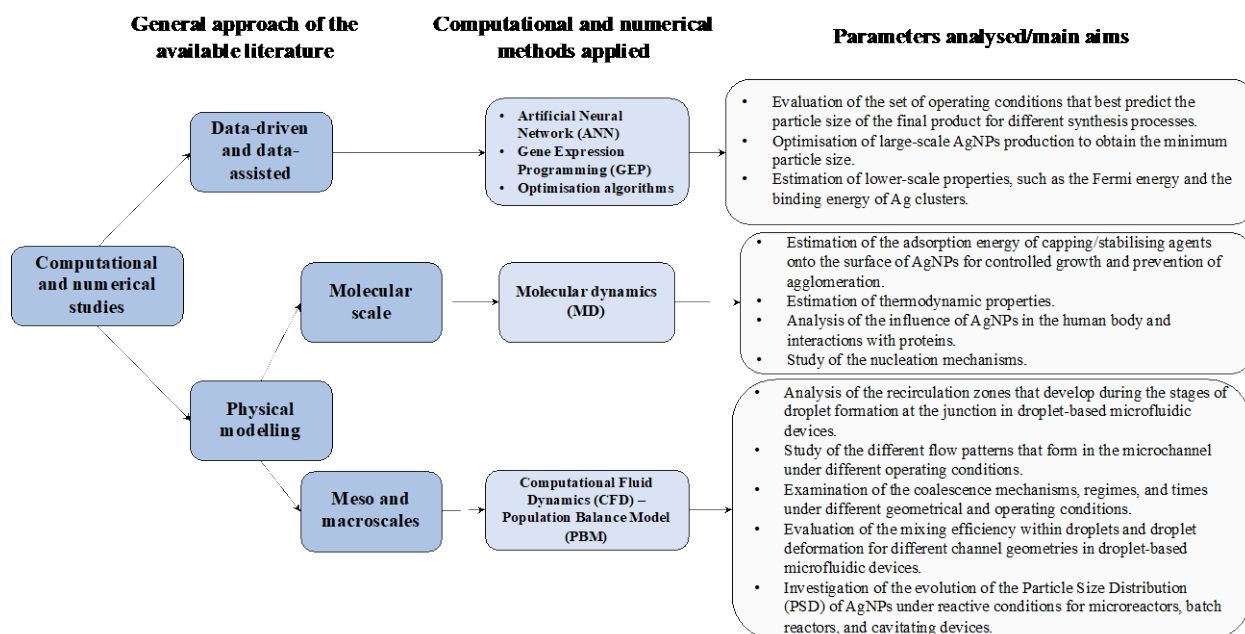 General approach of the
available literature
Computational and numerical
methods applied
Parameters analysed/main aims
Data-driven
and data-
assisted
• Artificial Neural
Network (ANN)
• Gene Expression
Programming (GEP)
• Optimisation algorithms
• Evaluation of the set of operating conditions that best predict the
particle size of the final product for different synthesis processes.
• Optimisation of large-scale AgNPs production to obtain the minimum
particle size.
• Estimation of lower-scale properties, such as the Fermi energy and the
binding energy of Ag clusters.
Computational
and numerical
studies
Molecular
scale
Molecular dynamics
(MD)
• Estimation of the adsorption energy of capping/stabilising agents
onto the surface of AgNPs for controlled growth and prevention of
agglomeration.
• Estimation of thermodynamic properties.
• Analysis of the influence of AgNPs in the human body and
interactions with proteins.
• Study of the nucleation mechanisms.
Physical
modelling
Meso and
macroscales
Computational Fluid
Dynamics (CFD) –
Population Balance Model
(PBM)
• Analysis of the recirculation zones that develop during the stages of
droplet formation at the junction in droplet-based microfluidic
devices.
• Study of the different flow patterns that form in the microchannel
under different operating conditions.
• Examination of the coalescence mechanisms, regimes, and times
under different geometrical and operating conditions.
• Evaluation of the mixing efficiency within droplets and droplet
deformation for different channel geometries in droplet-based
microfluidic devices.
• Investigation of the evolution of the Particle Size Distribution
(PSD) of AgNPs under reactive conditions for microreactors, batch
reactors, and cavitating devices.